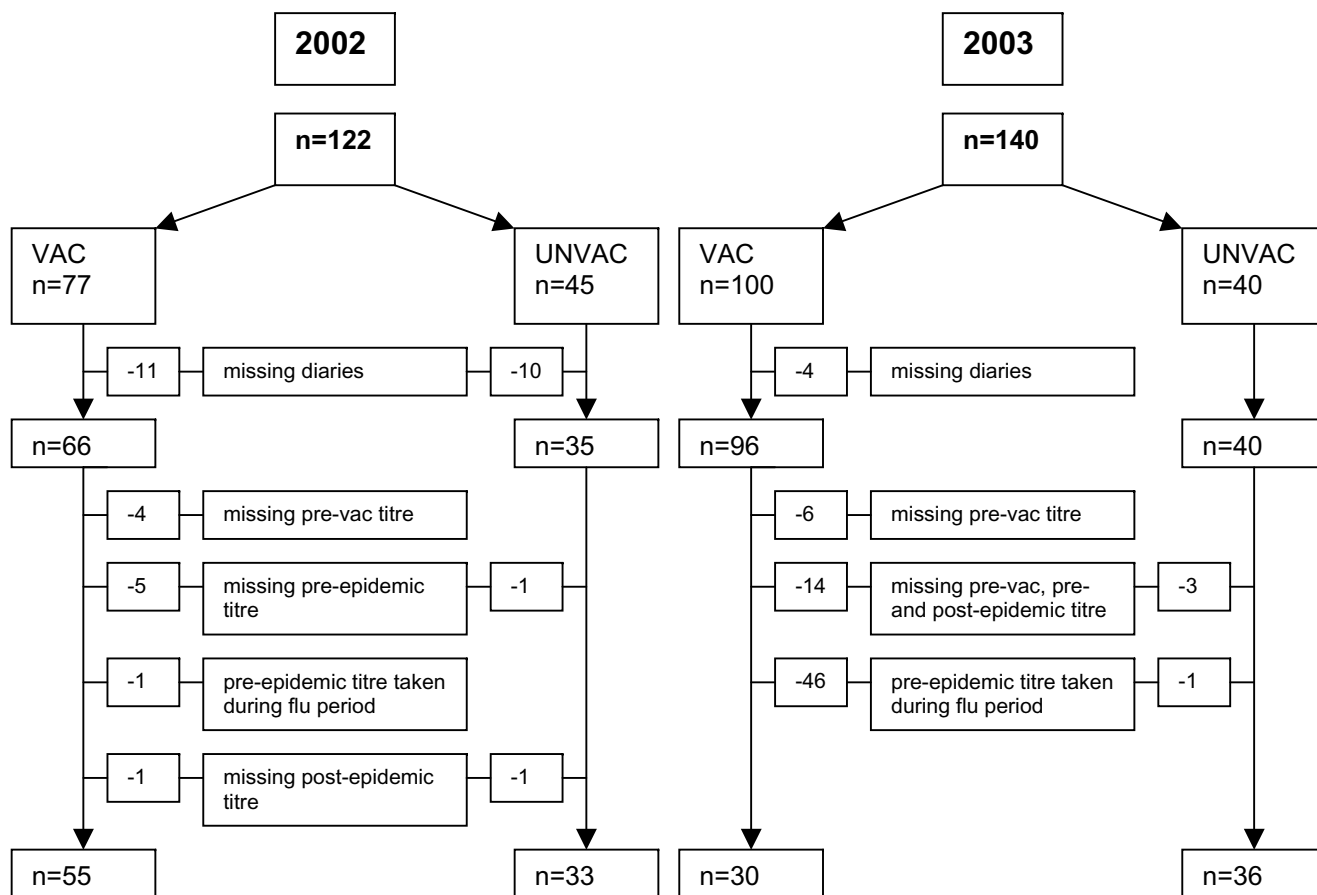 2002
2003
n=122
n=140
VAC
n=77
UNVAC
n=45
VAC
n=100
UNVAC
n=40
-11
missing diaries
-10
-4
missing diaries
n=66
n=35
n=96
n=40
-4
missing pre-vac titre
-6
missing pre-vac titre
-5
missing pre-epidemic
titre
-1
-14
missing pre-vac, pre-
and post-epidemic titre
-3
-1
pre-epidemic titre taken
during flu period
-46
pre-epidemic titre taken
during flu period
-1
-1
missing post-epidemic
titre
-1
n=55
n=33
n=30
n=36